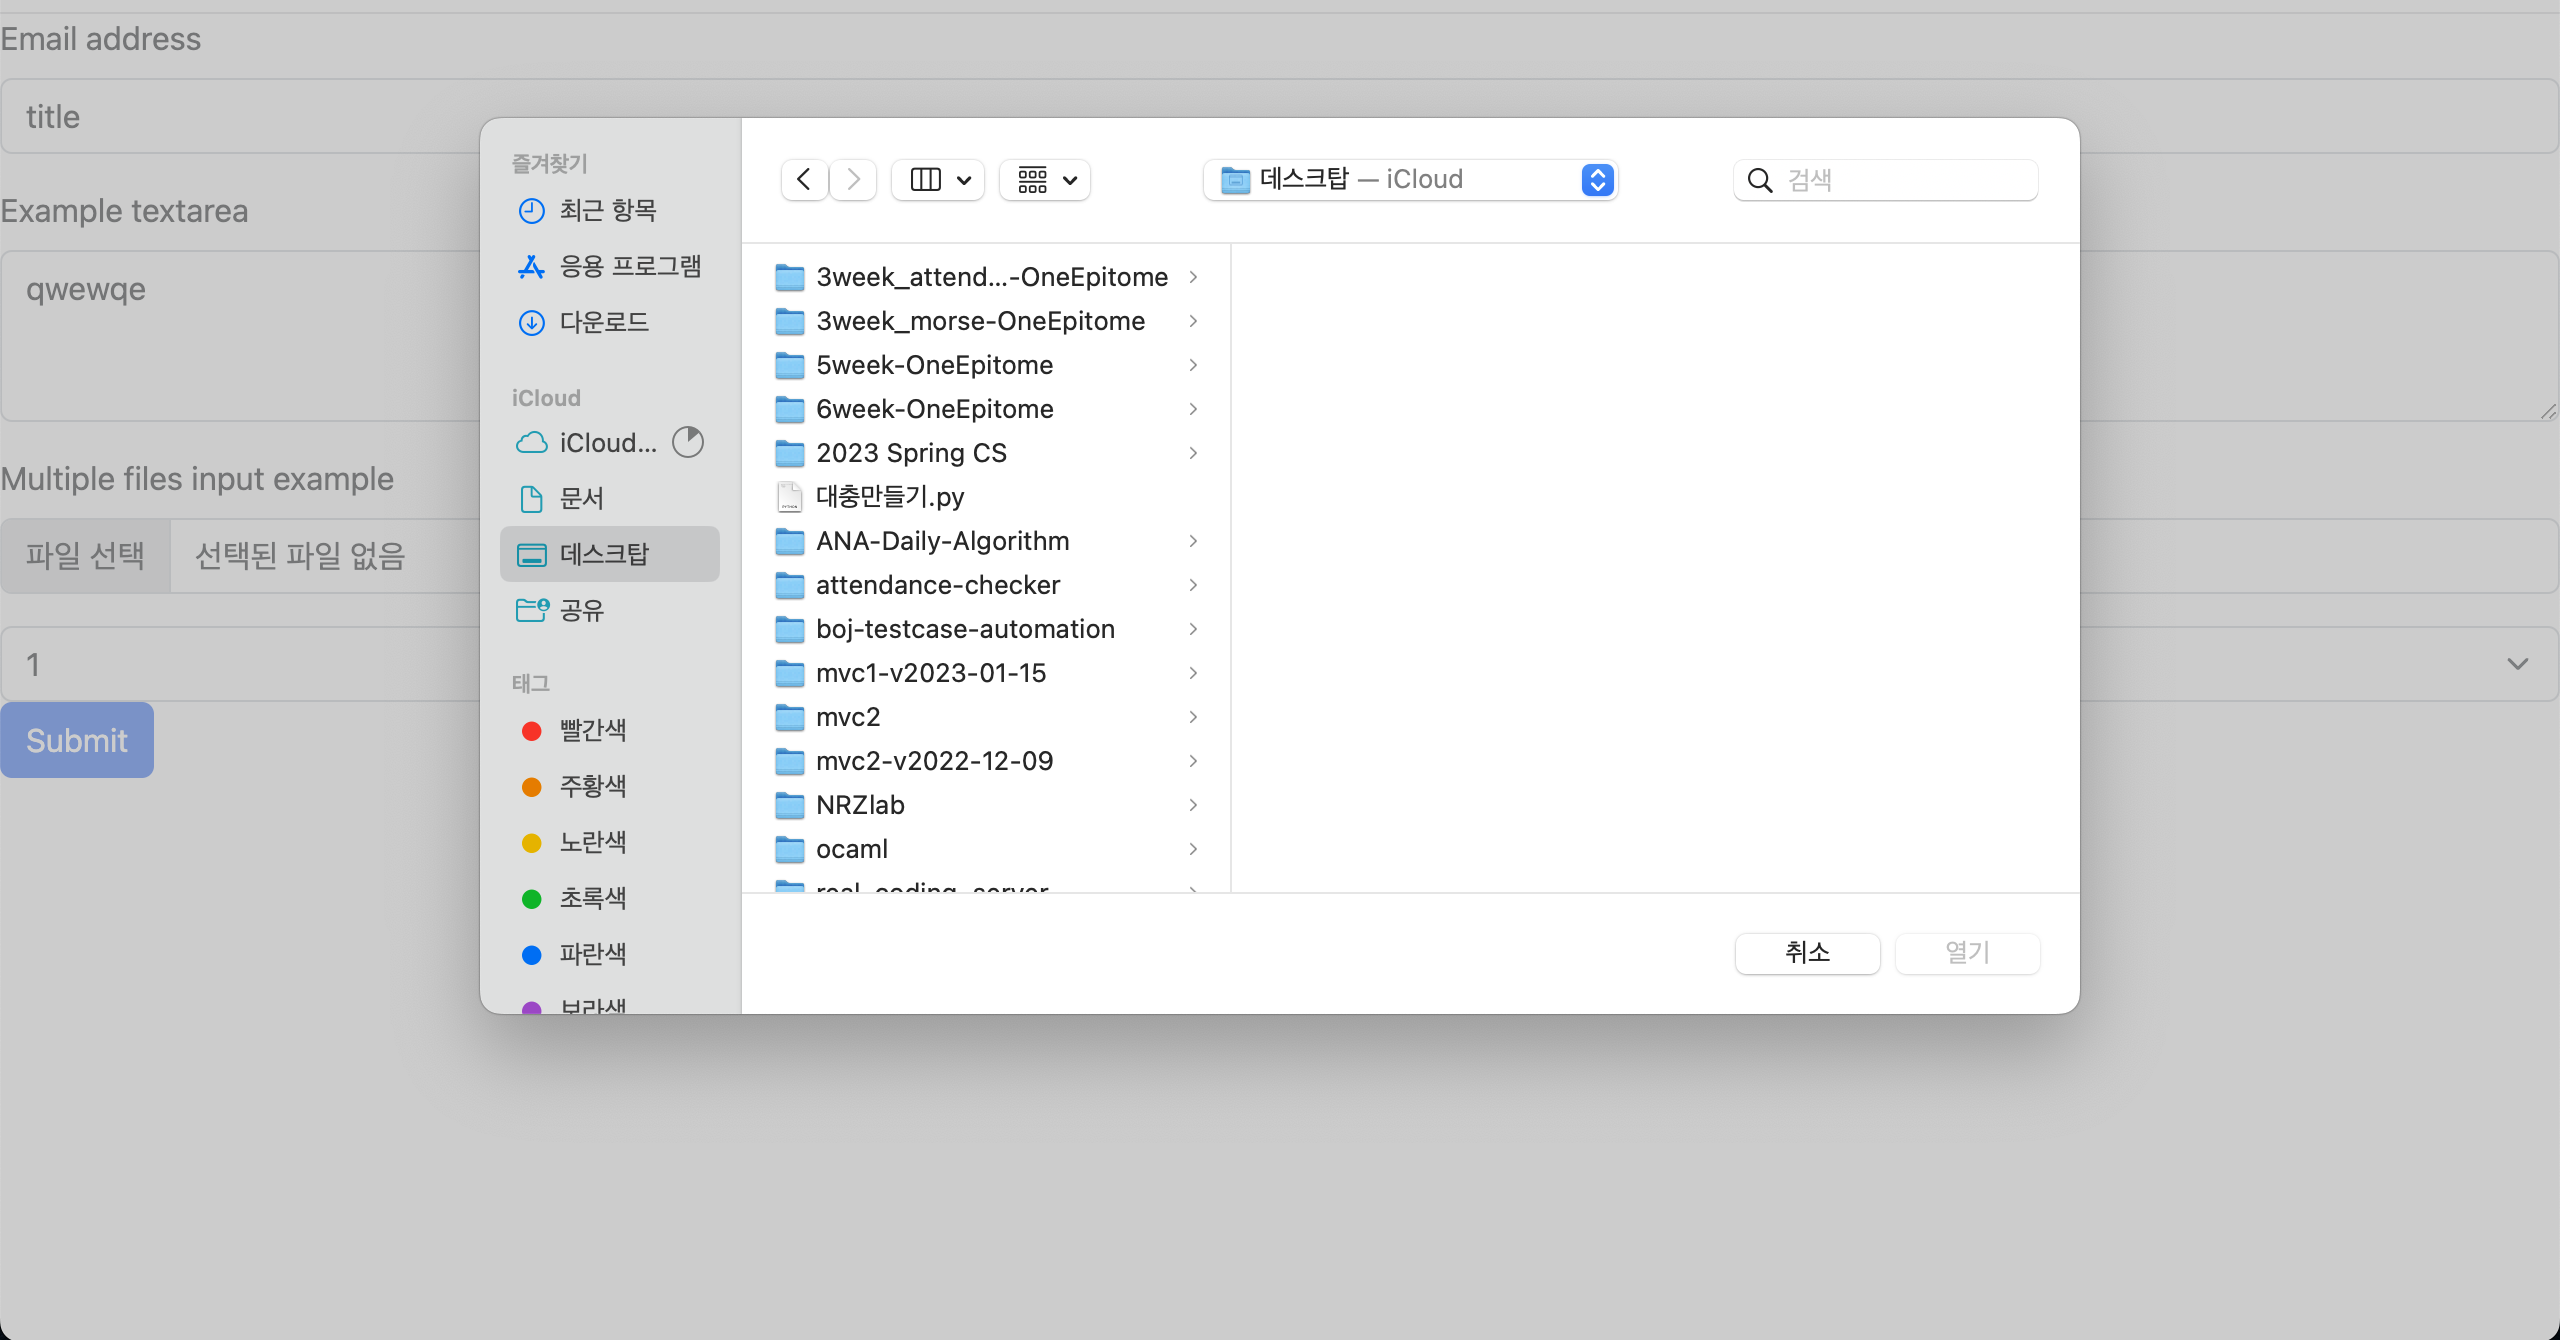 Email address
title
Example textarea
qwewqe
Multiple files input example
파일 선택 선택된 파일 없음
1
Submit
즐겨찾기
최근 항목
응용 프로그램
다운로드
iCloud
iCloud...
문서
데스크탑
공유
태그
빨간색
주황색
노란색
초록색
파란색
보라색
데스크탑 — iCloud
검색
3week_attend...-OneEpitome
3week_morse-OneEpitome
5week-OneEpitome
6week-OneEpitome
2023 Spring CS
대충만들기.py
ANA-Daily-Algorithm
attendance-checker
boj-testcase-automation
mvc1-v2023-01-15
mvc2
mvc2-v2022-12-09
NRZlab
ocaml
real_coding_server
취소 열기